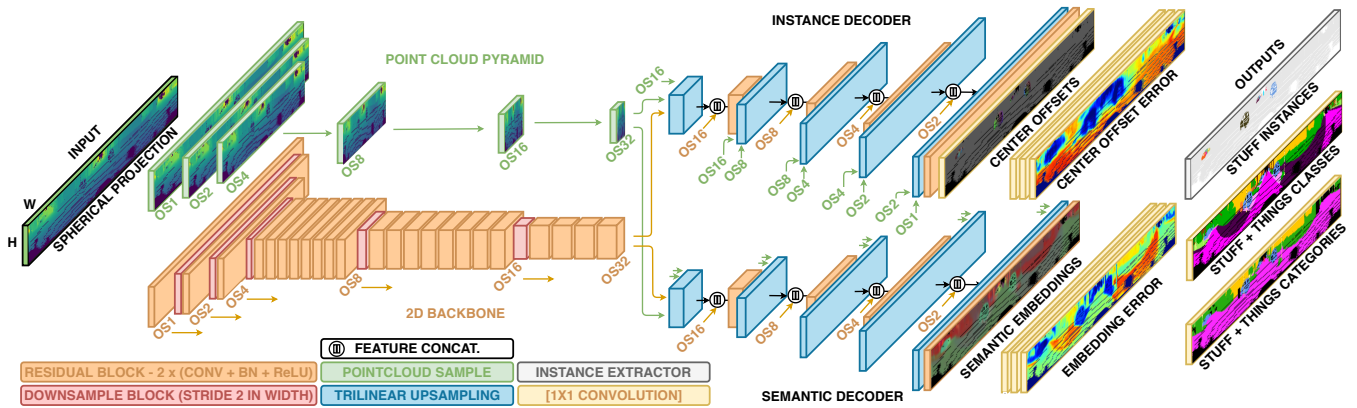 INSTANCE DECODER
POINT CLOUD PYRAMID
INPUT
SPHERICAL PROJECTION
W
H
OS1
OS2
OS4
OS8
OS16
OS32
OS1
OS2
OS4
OS8
OS16
OS32
2D BACKBONE
OS16
OS16
OS8
OS4
OS2
OS16
OS8
OS8
OS4
OS4
OS2
OS2
OS1
CENTER OFFSETS
CENTER OFFSET ERROR
OS16
OS8
OS4
OS2
SEMANTIC EMBEDDINGS
EMBEDDING ERROR
SEMANTIC DECODER
OUTPUTS
STUFF INSTANCES
STUFF + THINGS CLASSES
STUFF + THINGS CATEGORIES
FEATURE CONCAT.
RESIDUAL BLOCK - 2 x (CONV + BN + ReLU)
POINTCLOUD SAMPLE
INSTANCE EXTRACTOR
DOWNSAMPLE BLOCK (STRIDE 2 IN WIDTH)
TRILINEAR UPSAMPLING
[1X1 CONVOLUTION]